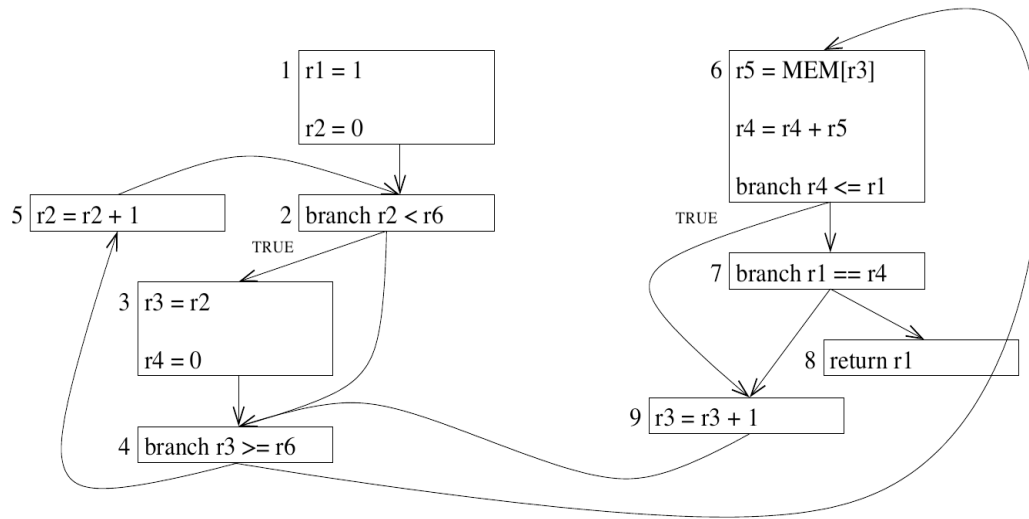 1 r1 = 1
r2 = 0
5 r2 = r2 + 1
2 branch r2 < r6
TRUE
3 r3 = r2
r4 = 0
4 branch r3 >= r6
6 r5 = MEM[r3]
r4 = r4 + r5
branch r4 <= r1
TRUE
7 branch r1 == r4
8 return r1
9 r3 = r3 + 1